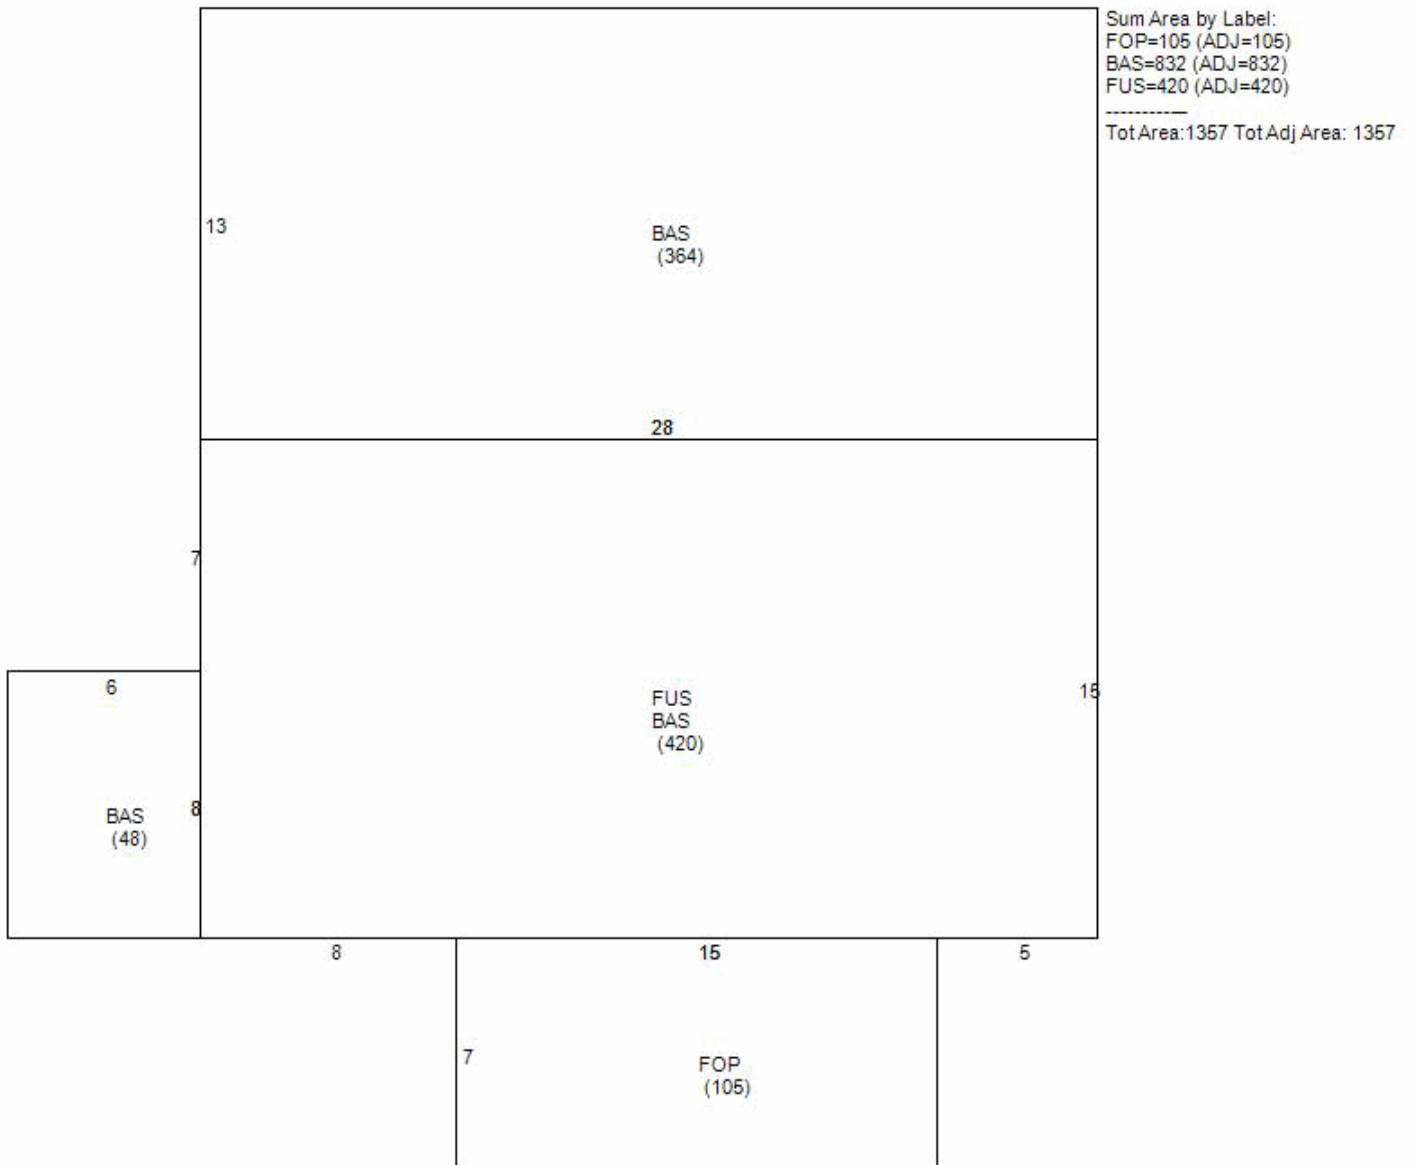 Sum Area by Label:
FOP=105 (ADJ=105)
BAS=832 (ADJ=832)
FUS=420 (ADJ=420)
------------
Tot Area:1357 Tot Adj Area: 1357
13
BAS
(364)
28
7
6
15
FUS
BAS
(420)
8
BAS
(48)
8
15
5
7
FOP
(105)